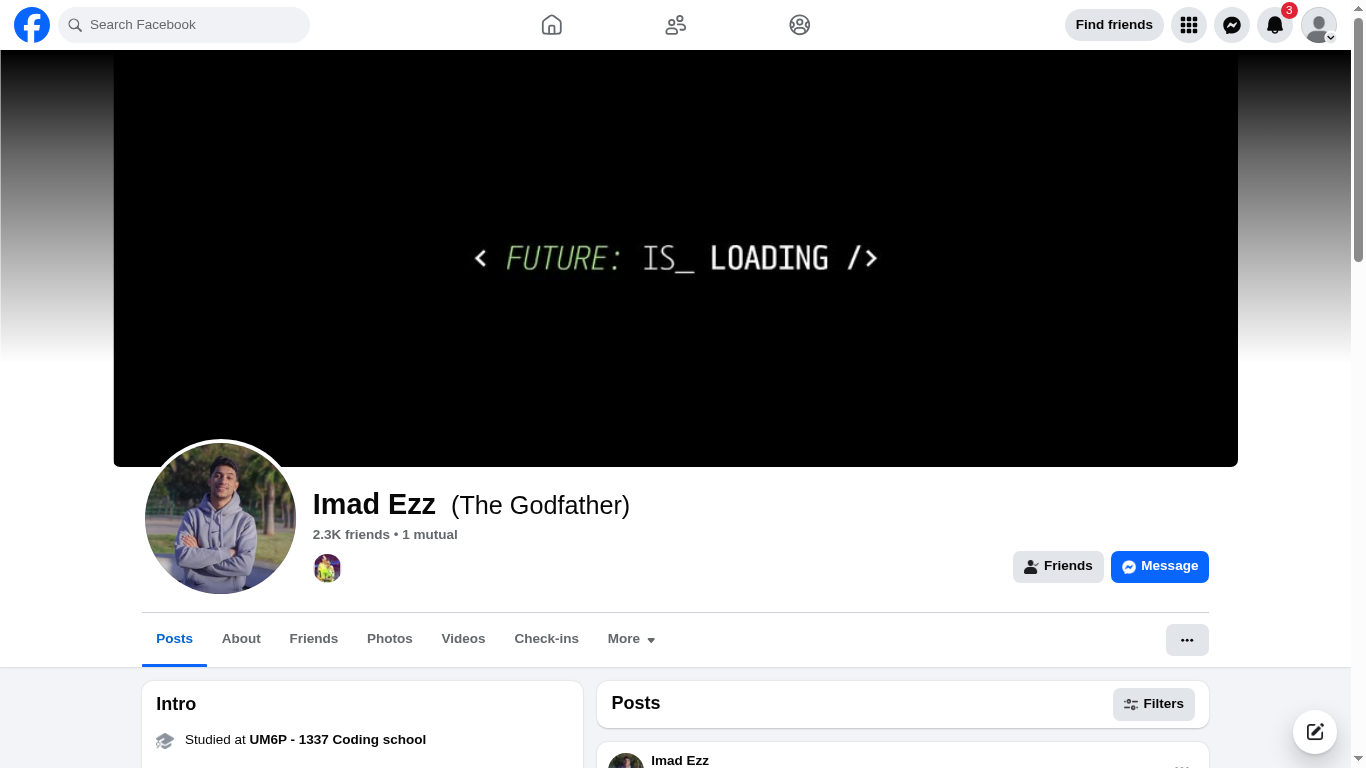 Search Facebook
Find friends
3
< FUTURE: IS_ LOADING />
Imad Ezz (The Godfather)
2.3K friends • 1 mutual
Friends
Message
Posts
About
Friends
Photos
Videos
Check-ins
More
Intro
Studied at UM6P - 1337 Coding school
Posts
Filters
Imad Ezz